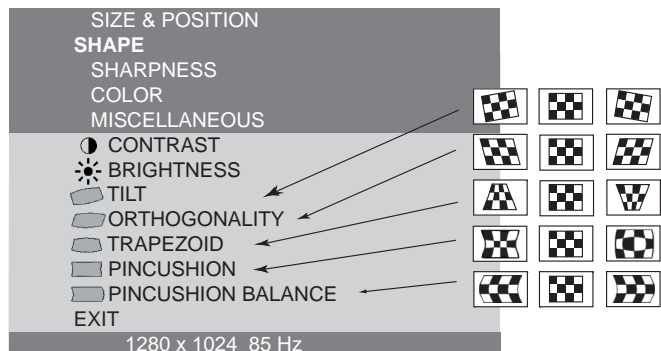 SIZE & POSITION
SHAPE
SHARPNESS
COLOR
MISCELLANEOUS
CONTRAST
BRIGHTNESS
TILT
ORTHOGONALITY
TRAPEZOID
PINCUSHION
PINCUSHION BALANCE
EXIT
1280 x 1024 85 Hz